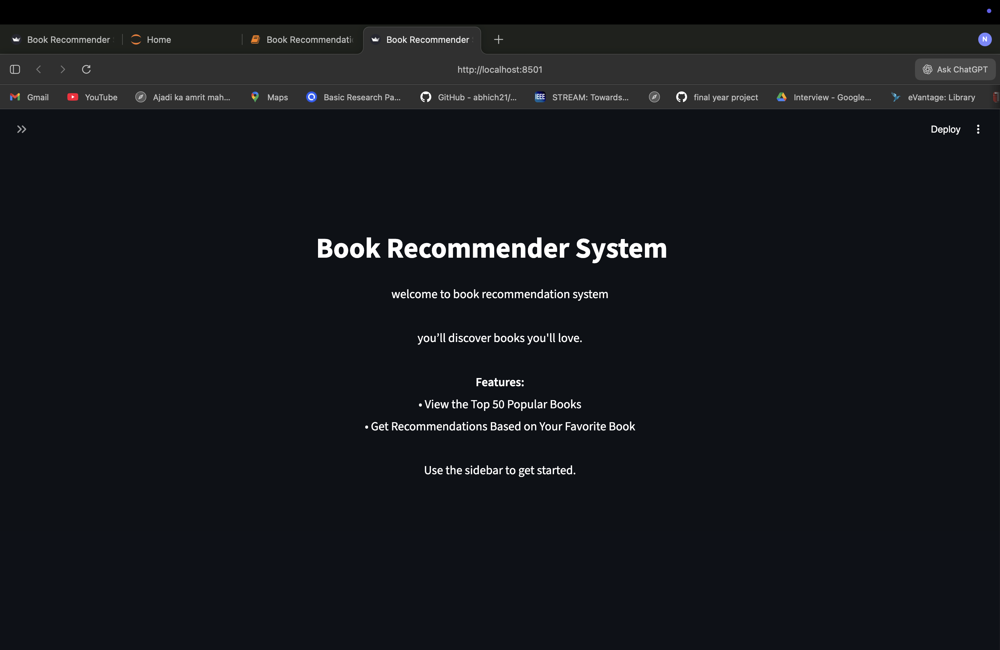 Book Recommender
Home
Book Recommendati
Book Recommender
N
http://localhost:8501
Ask ChatGPT
Gmail
YouTube
Ajadi ka amrit mah...
Maps
Basic Research Pa...
GitHub - abhich21/...
IEEE
STREAM: Towards...
final year project
Interview - Google...
eVantage: Library
Deploy
Book Recommender System
welcome to book recommendation system
you’ll discover books you'll love.
Features:
• View the Top 50 Popular Books
• Get Recommendations Based on Your Favorite Book
Use the sidebar to get started.